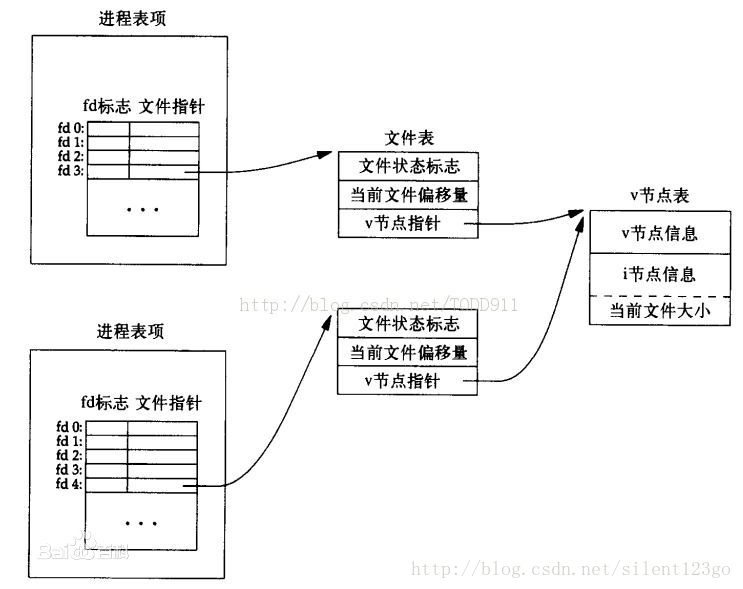 进程表项
fd标志 文件指针
fd 0:
fd 1:
fd 2:
fd 3:
• • •
文件表
文件状态标志
当前文件偏移量
v节点指针
v节点表
v节点信息
i节点信息
当前文件大小
http://blog.csdn.net/TODD911
进程表项
fd标志 文件指针
fd 0:
fd 1:
fd 2:
fd 3:
fd 4:
• • •
文件状态标志
当前文件偏移量
v节点指针
Baidu百科
http://blog.csdn.net/silent123go